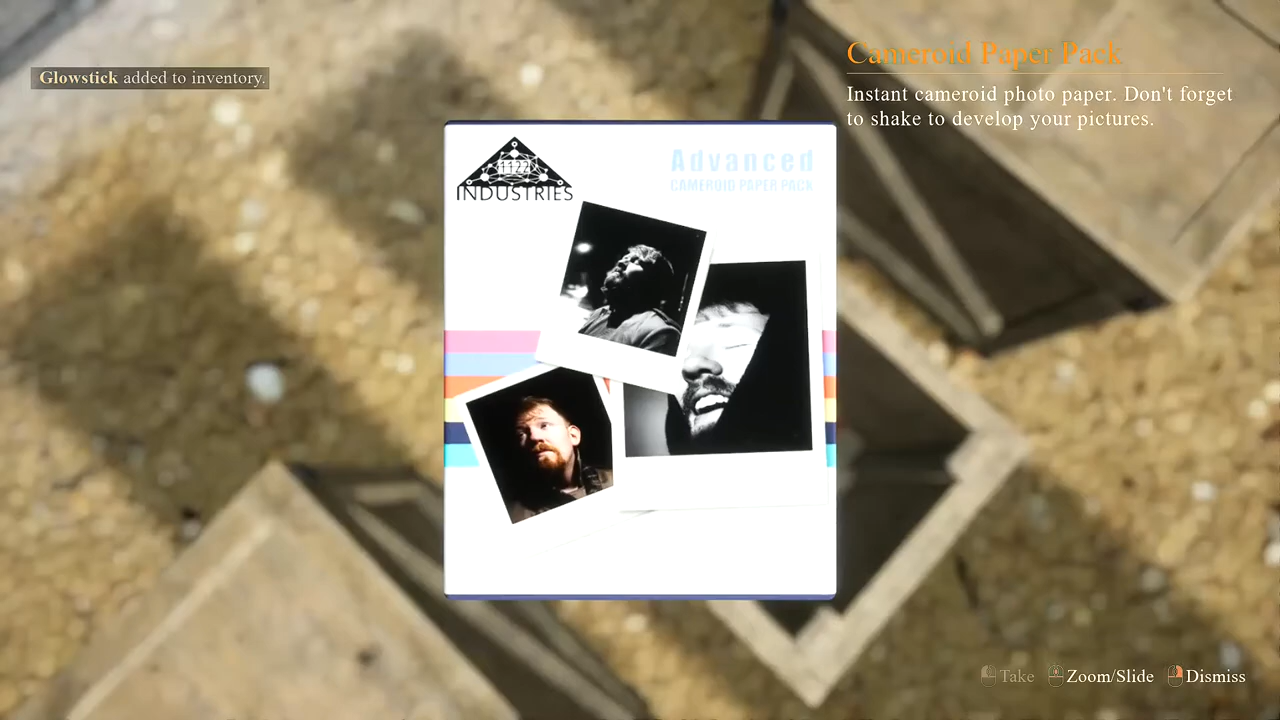 Glowstick added to inventory.
Cameroid Paper Pack
Instant cameroid photo paper. Don't forget
to shake to develop your pictures.
1122
INDUSTRIES
Advanced
CAMEROID PAPER PACK
Take
Zoom/Slide
Dismiss